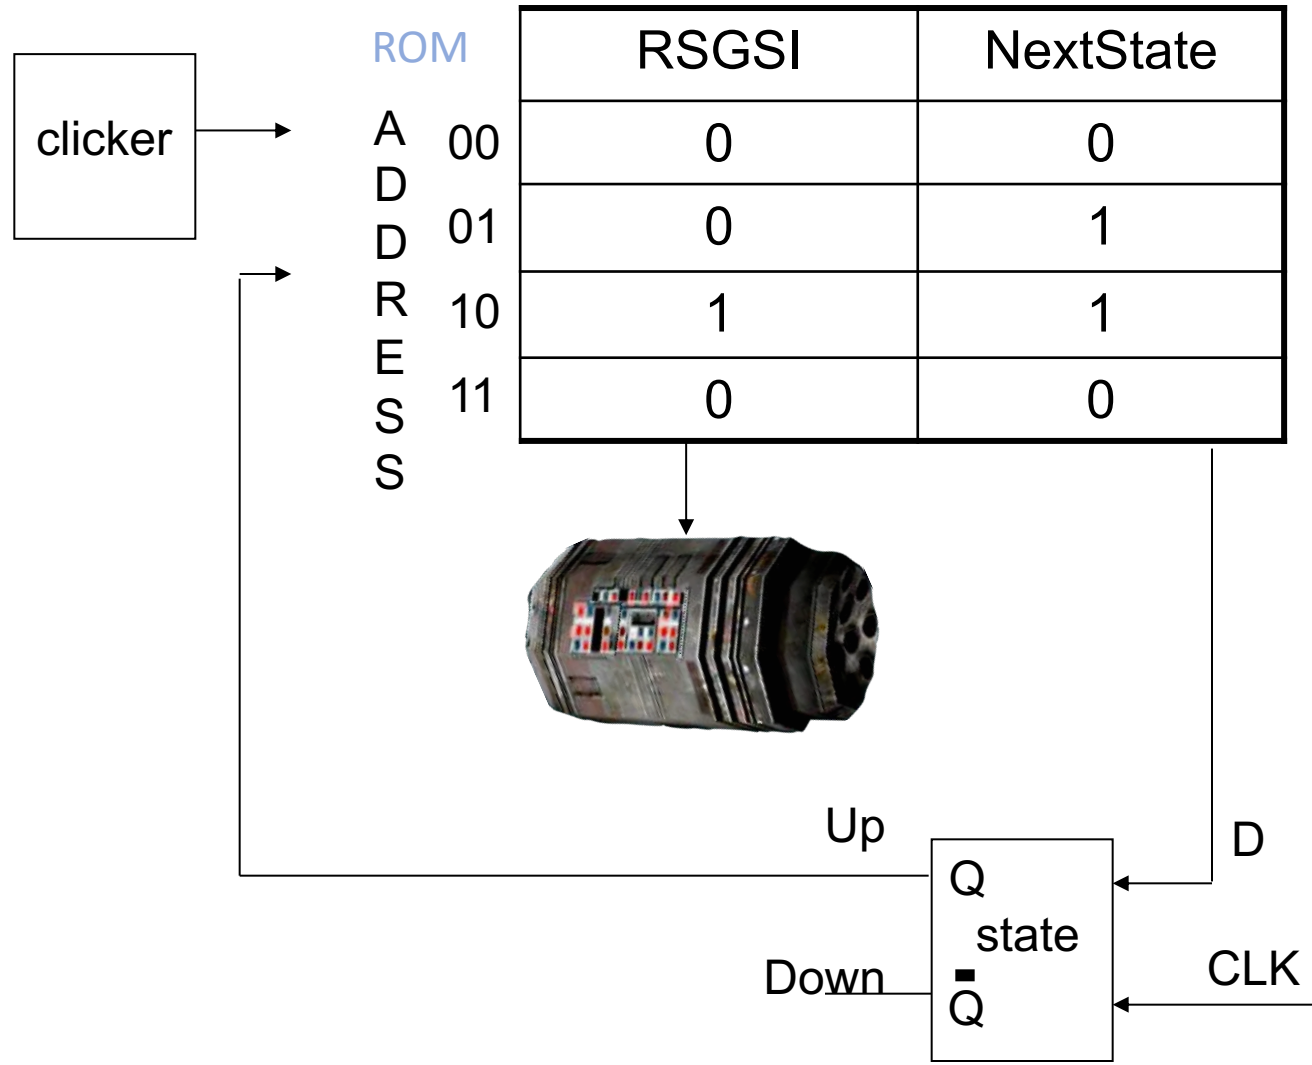 ROM
RSGSI NextState
clicker
ADDRESS
00 0 0
01 0 1
10 1 1
11 0 0
Up
D
Q
state
Down
CLK
Q̅